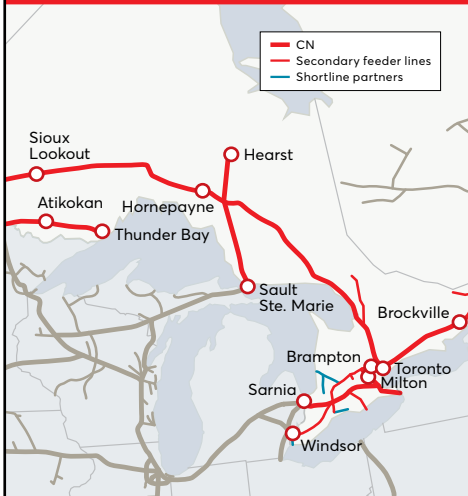 CN
Secondary feeder lines
Shortline partners
Sioux
Lookout
Hearst
Atikokan
Hornepayne
Thunder Bay
Sault
Ste. Marie
Brockville
Brampton
Toronto
Milton
Sarnia
Windsor